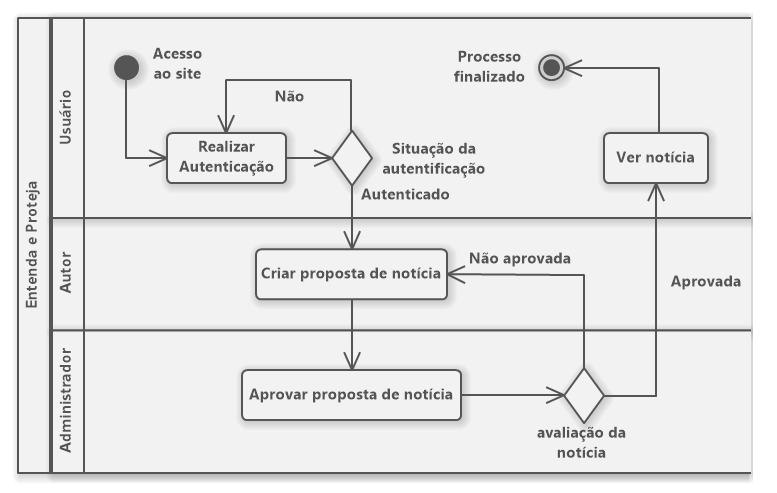 Entenda e Proteja
Usuário
Acesso
ao site
Processo
finalizado
Não
Realizar
Autenticação
Situação da
autentificação
Autenticado
Ver notícia
Autor
Criar proposta de notícia
Não aprovada
Aprovada
Administrador
Aprovar proposta de notícia
avaliação da
notícia